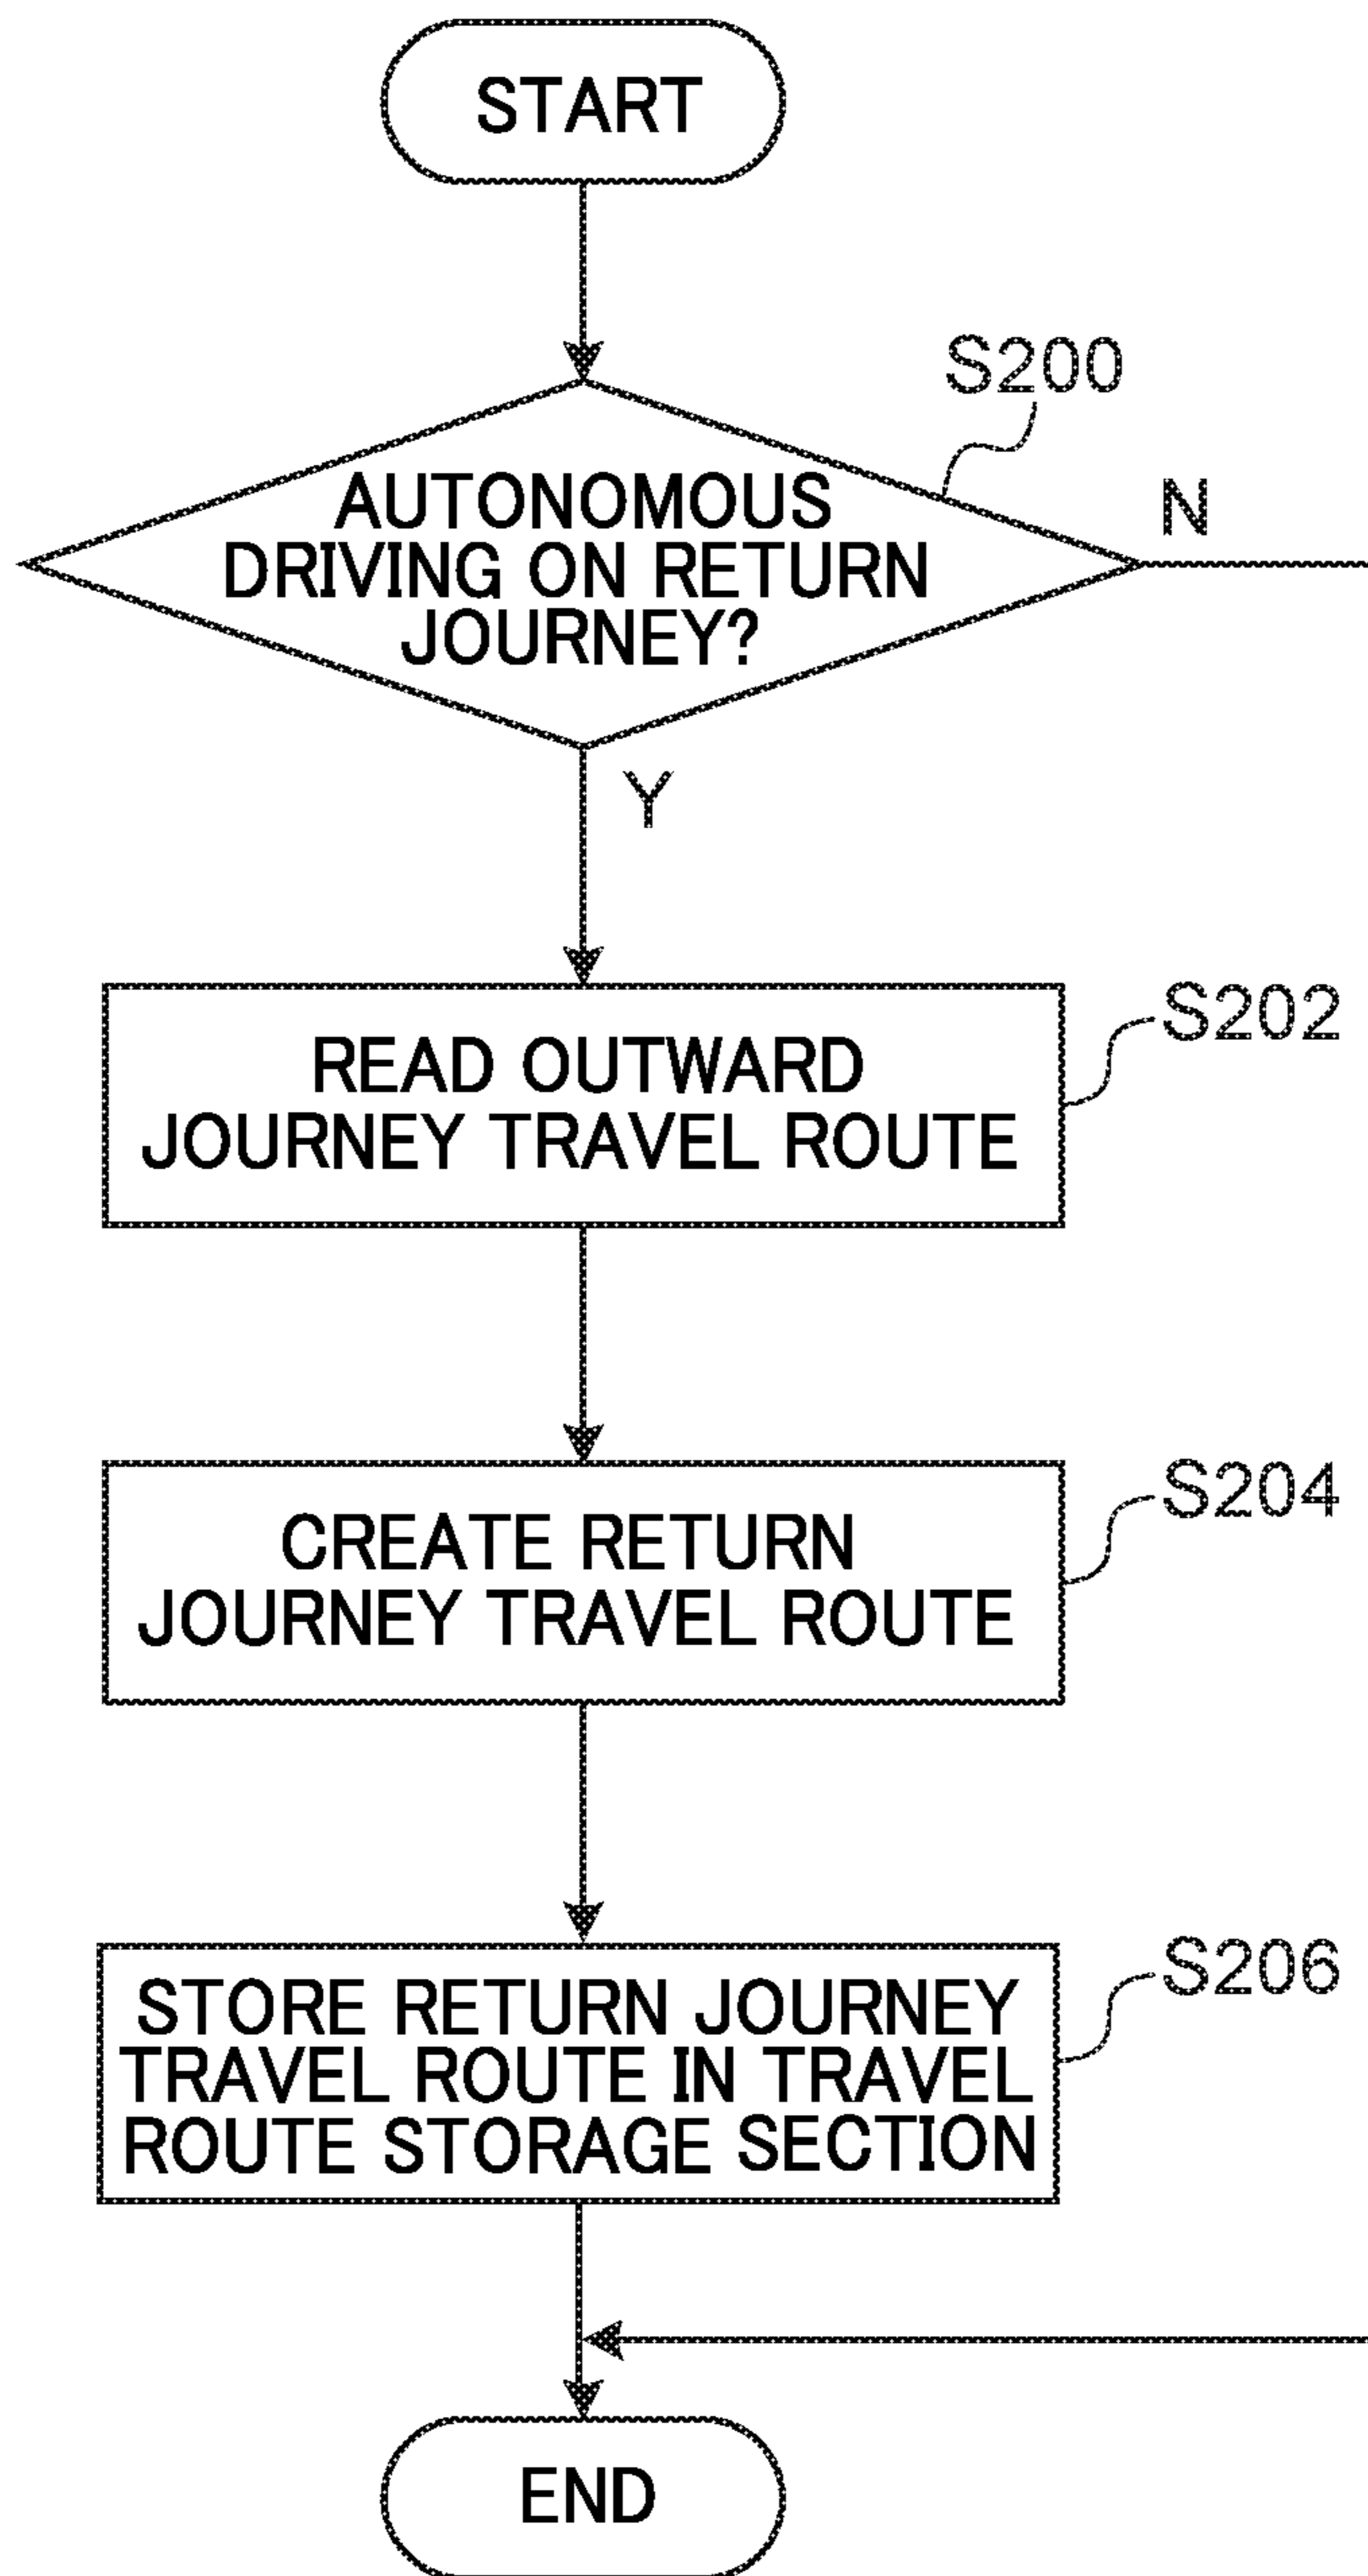 START
S200
AUTONOMOUS
DRIVING ON RETURN
JOURNEY?
N
Y
READ OUTWARD
JOURNEY TRAVEL ROUTE
S202
CREATE RETURN
JOURNEY TRAVEL ROUTE
S204
STORE RETURN JOURNEY
TRAVEL ROUTE IN TRAVEL
ROUTE STORAGE SECTION
S206
END